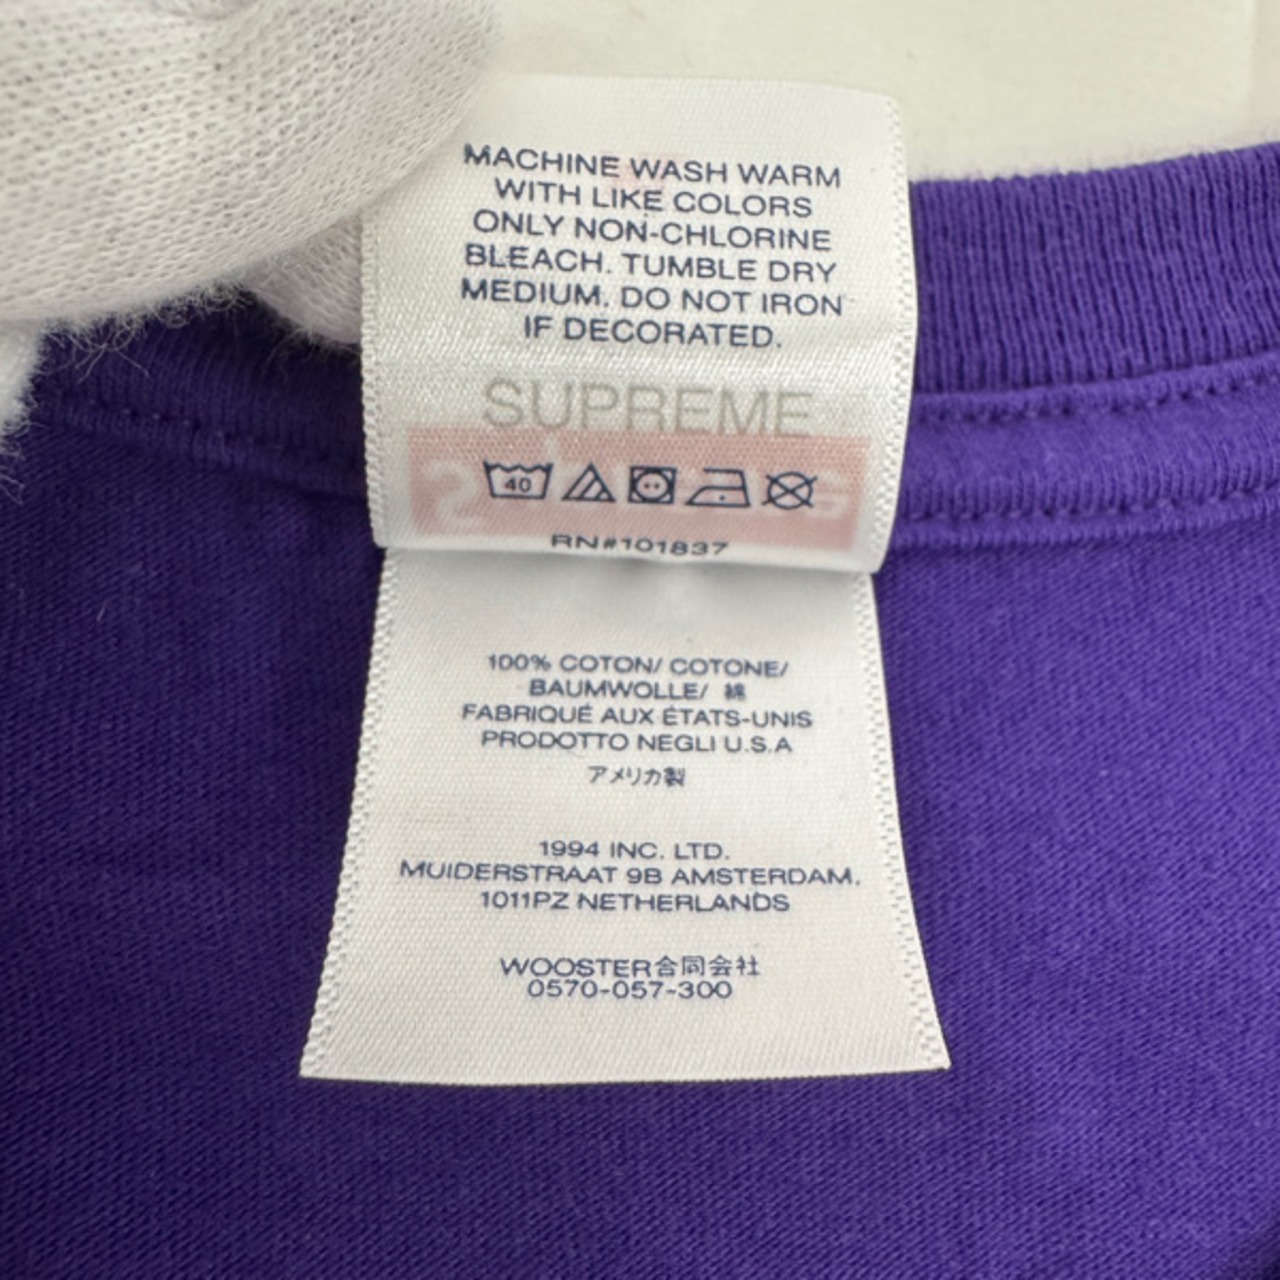 MACHINE WASH WARM
WITH LIKE COLORS
ONLY NON-CHLORINE
BLEACH. TUMBLE DRY
MEDIUM. DO NOT IRON
IF DECORATED.
SUPREME
40
RN#101837
100% COTON/ COTONE/
BAUMWOLLE/ 綿
FABRIQUÉ AUX ÉTATS-UNIS
PRODOTTO NEGLI U.S.A
アメリカ製
1994 INC. LTD.
MUIDERSTRAAT 9B AMSTERDAM.
1011PZ NETHERLANDS
WOOSTER合同会社
0570-057-300